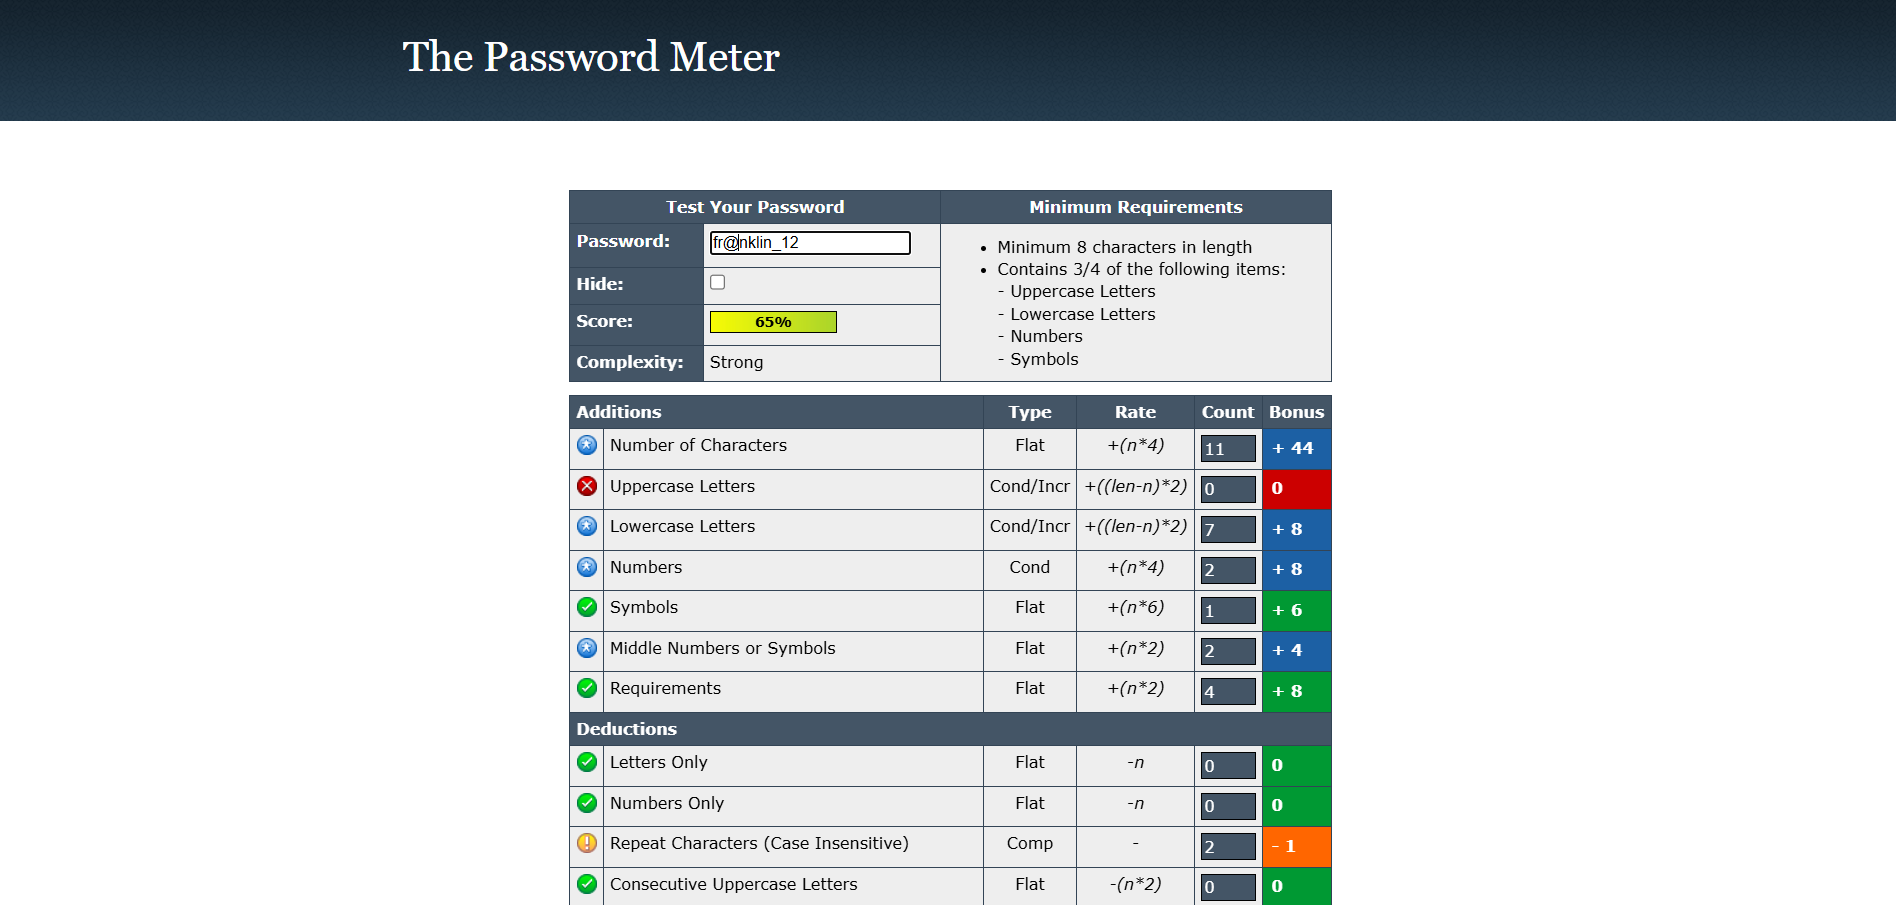 The Password Meter
Test Your Password Minimum Requirements
Password: fr@nklin_12
Hide:
Score: 65%
Complexity: Strong
• Minimum 8 characters in length
• Contains 3/4 of the following items:
- Uppercase Letters
- Lowercase Letters
- Numbers
- Symbols
Additions Type Rate Count Bonus
Number of Characters Flat +(n*4) 11 + 44
Uppercase Letters Cond/Incr +((len-n)*2) 0 0
Lowercase Letters Cond/Incr +((len-n)*2) 7 + 8
Numbers Cond +(n*4) 2 + 8
Symbols Flat +(n*6) 1 + 6
Middle Numbers or Symbols Flat +(n*2) 2 + 4
Requirements Flat +(n*2) 4 + 8
Deductions
Letters Only Flat -n 0 0
Numbers Only Flat -n 0 0
Repeat Characters (Case Insensitive) Comp - 2 - 1
Consecutive Uppercase Letters Flat -(n*2) 0 0